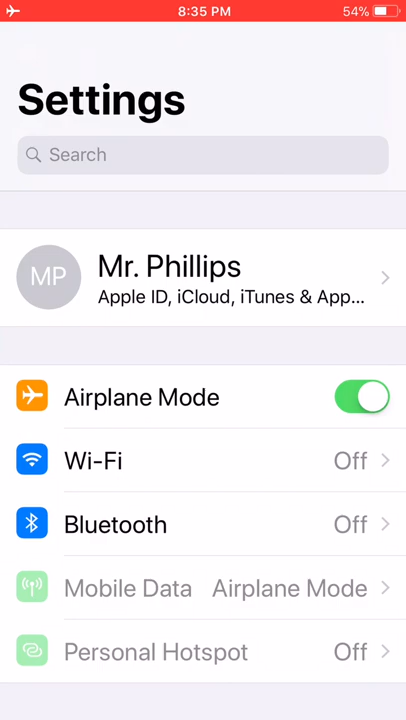 8:35 PM 54%
Settings
Search
MP
Mr. Phillips
Apple ID, iCloud, iTunes & App...
Airplane Mode
Wi-Fi Off
Bluetooth Off
Mobile Data Airplane Mode
Personal Hotspot Off